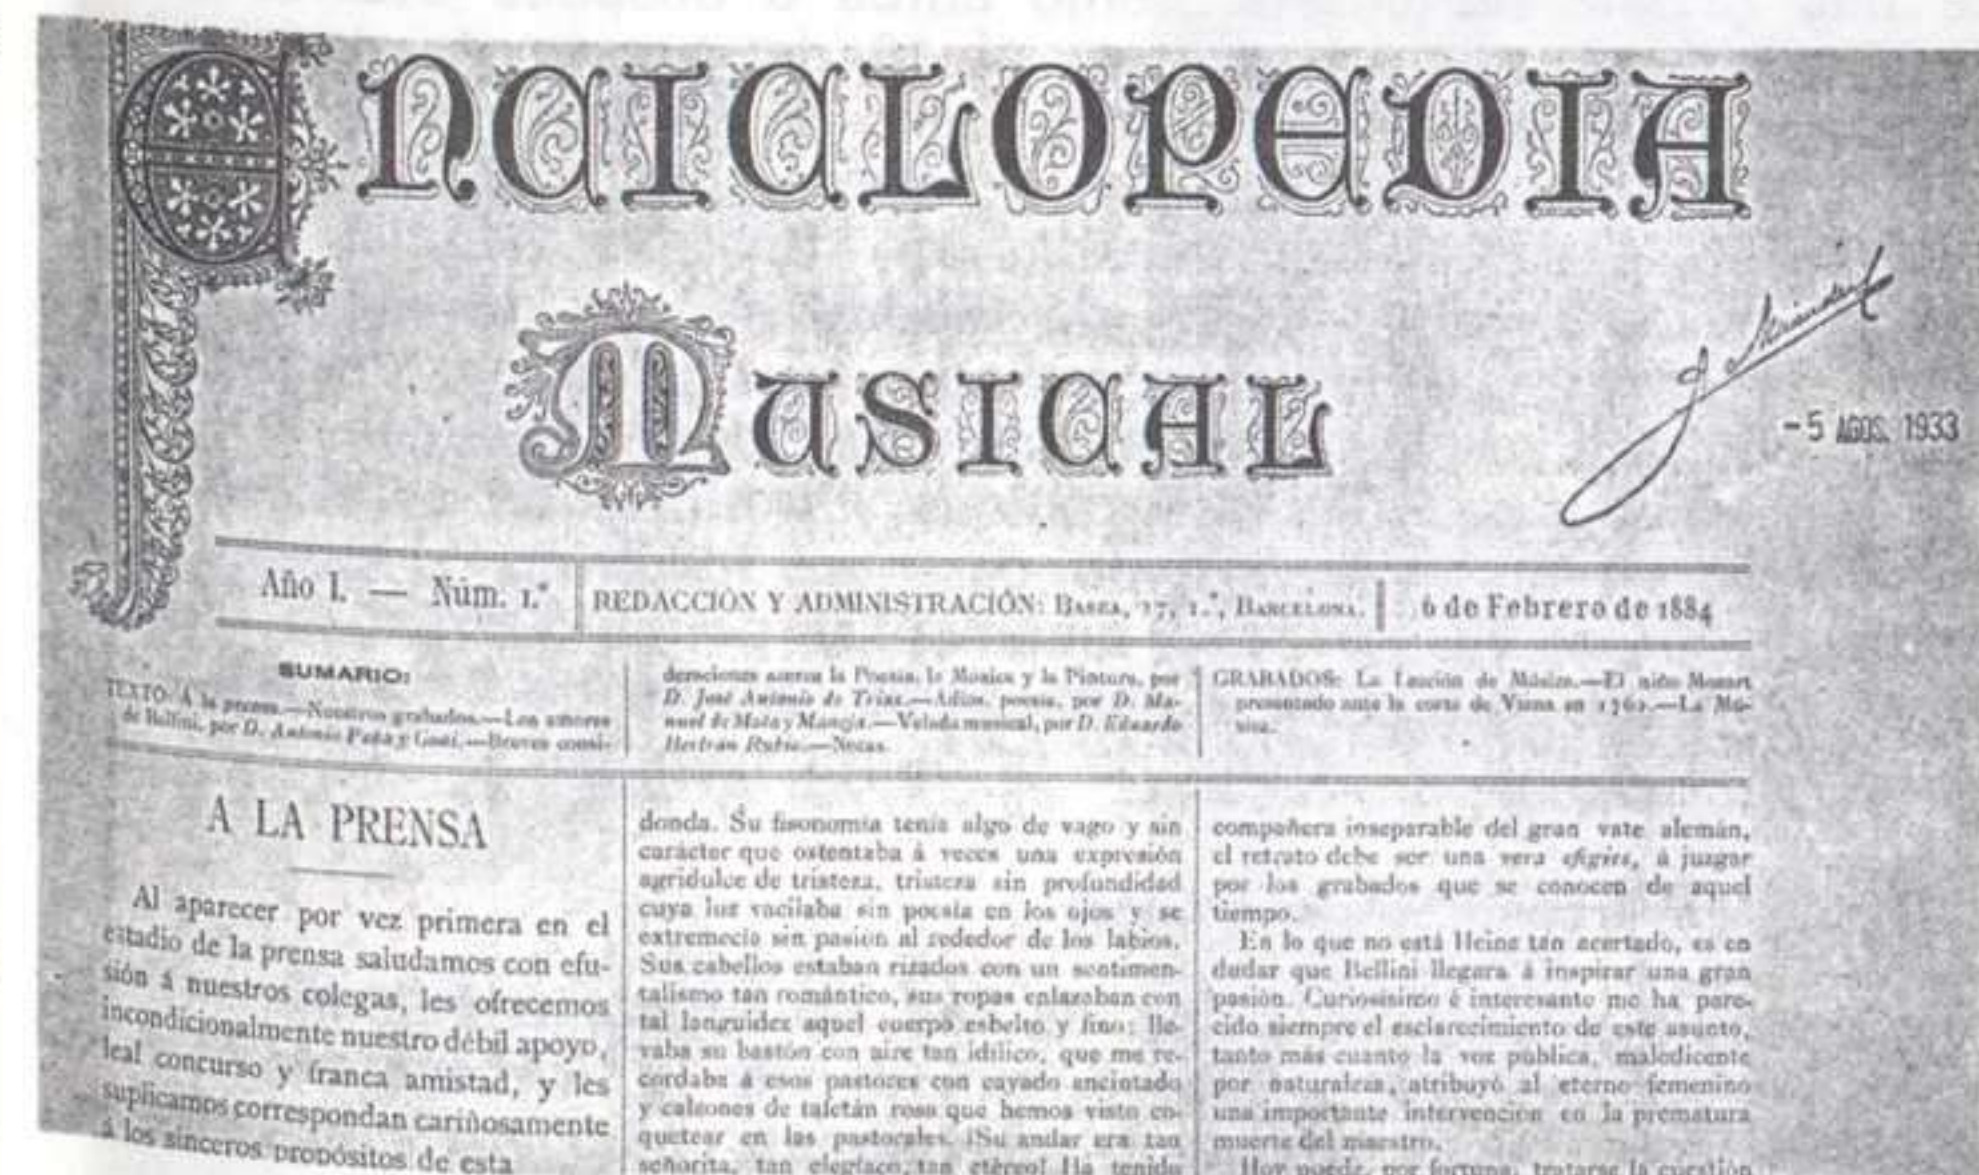 ENCICLOPEDIA
MUSICAL
-5 AGOS. 1933
Año I. — Núm. 1.º
REDACCIÓN Y ADMINISTRACIÓN: BASEA, 17, 1.º, BARCELONA.
6 de Febrero de 1884
SUMARIO:
TEXTO: Á la prensa.—Nuestros grabados.—Los amores
de Bellini, por D. Antonio Peña y Goñi.—Breves consi-
deraciones acerca la Poesía, la Música y la Pintura, por
D. José Antonio de Trias.—Adios, poesía, por D. Ma-
nuel de Mata y Maneja.—Velada musical, por D. Eduardo
Bertrán Rubio.—Notas.
GRABADOS: La Lección de Música.—El niño Mozart
presentado ante la corte de Viena en 1762.—La Mú-
sica.
A LA PRENSA
Al aparecer por vez primera en el
estadio de la prensa saludamos con efu-
sión á nuestros colegas, les ofrecemos
incondicionalmente nuestro débil apoyo,
leal concurso y franca amistad, y les
suplicamos correspondan cariñosamente
á los sinceros propósitos de esta
donda. Su fisonomía tenía algo de vago y sin
carácter que ostentaba á veces una expresión
agridulce de tristeza, tristeza sin profundidad
cuya luz vacilaba sin poesía en los ojos y se
extremecío sin pasión al rededor de los labios.
Sus cabellos estaban rizados con un sentimen-
talismo tan romántico, sus ropas enlazaban con
tal languidez aquel cuerpo esbelto y fino; lle-
vaba su bastón con aire tan idílico, que me re-
cordaba á esos pastores con cayado encintado
y calzones de tafetán rosa que hemos visto co-
quetear en las pastorales. ¡Su andar era tan
señorita, tan elegíaco, tan etéreo! Ha tenido
compañera inseparable del gran vate alemán,
el retrato debe ser una vera efigies, á juzgar
por los grabados que se conocen de aquel
tiempo.
En lo que no está Heine tan acertado, es en
dudar que Bellini llegara á inspirar una gran
pasión. Curiosísimo é interesante me ha pare-
cido siempre el esclarecimiento de este asunto,
tanto más cuanto la voz pública, maledicente
por naturaleza, atribuyó al eterno femenino
una importante intervención en la prematura
muerte del maestro.
Hoy puede, por fortuna, tratarse la cuestión